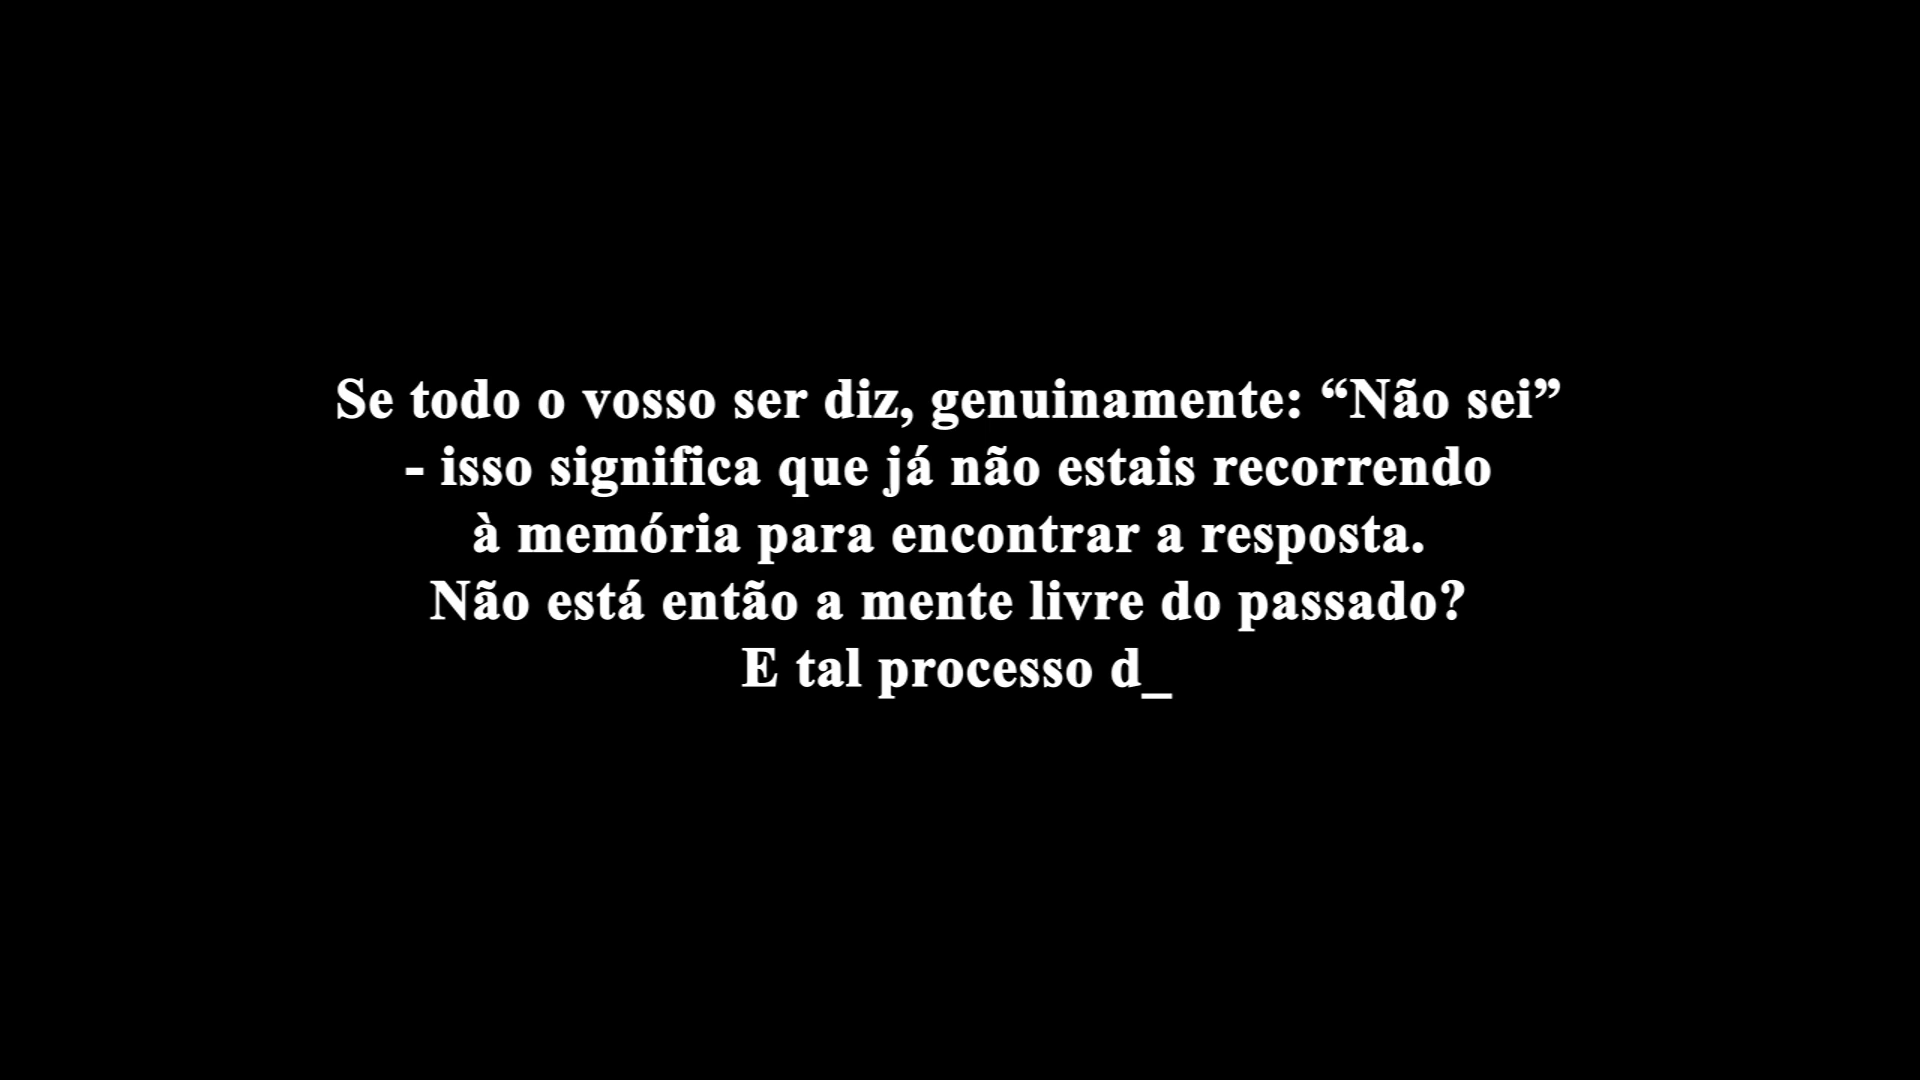 Se todo o vosso ser diz, genuinamente: “Não sei”
- isso significa que já não estais recorrendo
à memória para encontrar a resposta.
Não está então a mente livre do passado?
E tal processo d_